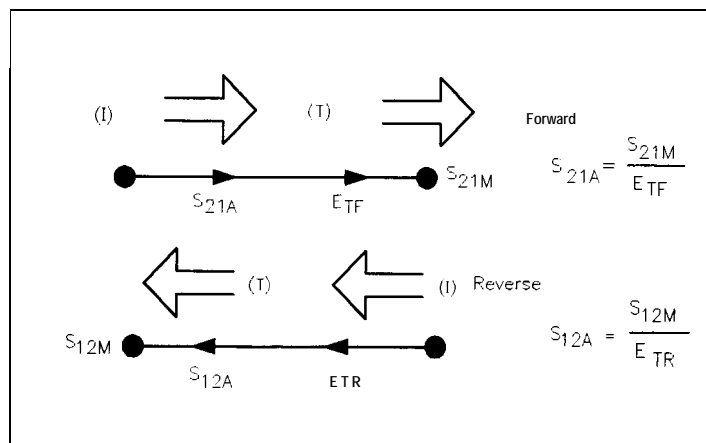 (I) (T)
Forward
S21A = S21M / ETF
S21A ETF S21M
(T) (I) Reverse
S12M
S12A ETR
S12A = S12M / ETR